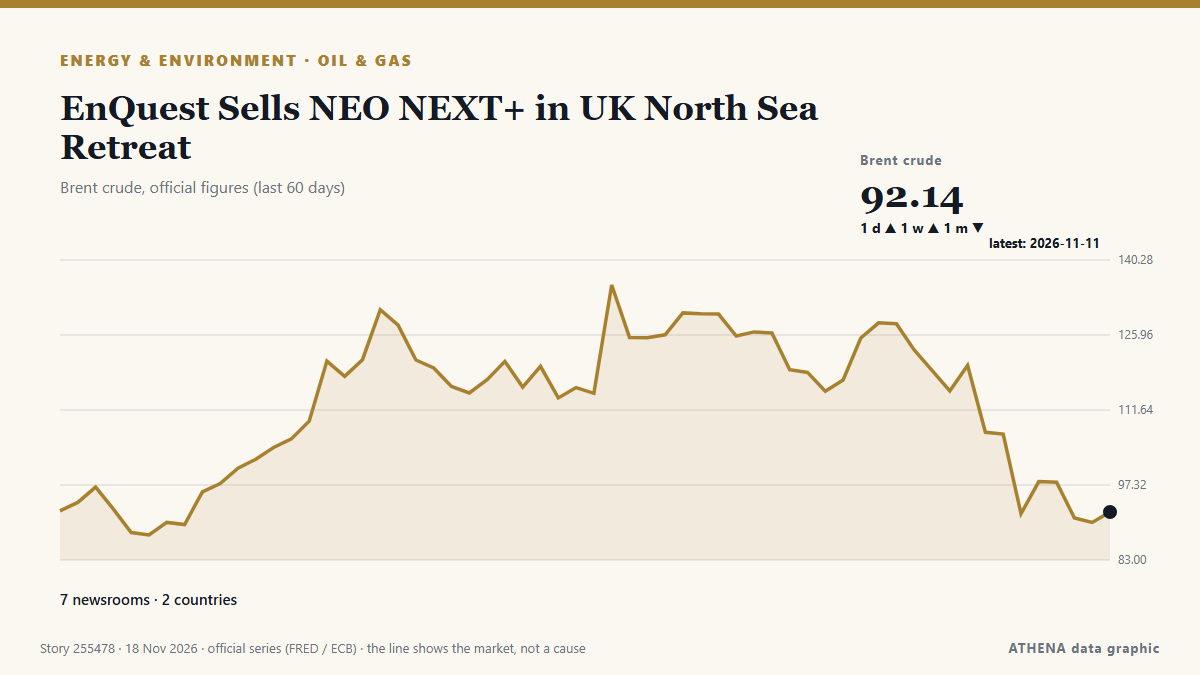 ENERGY & ENVIRONMENT · OIL & GAS
EnQuest Sells NEO NEXT+ in UK North Sea
Retreat
Brent crude, official figures (last 60 days)
Brent crude
92.14
1 d ▲ 1 w ▲ 1 m ▼
latest: 2026-11-11
140.28
125.96
111.64
97.32
83.00
7 newsrooms · 2 countries
Story 255478 · 18 Nov 2026 · official series (FRED / ECB) · the line shows the market, not a cause
ATHENA data graphic